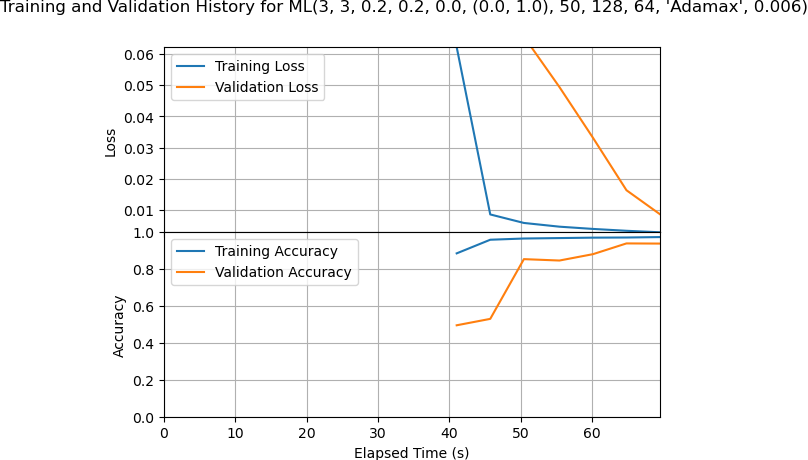 Training and Validation History for ML(3, 3, 0.2, 0.2, 0.0, (0.0, 1.0), 50, 128, 64, 'Adamax', 0.006)
0.06
0.05
0.04
0.03
0.02
0.01
Loss
Training Loss
Validation Loss
1.0
0.8
0.6
0.4
0.2
0.0
Accuracy
Training Accuracy
Validation Accuracy
0 10 20 30 40 50 60
Elapsed Time (s)